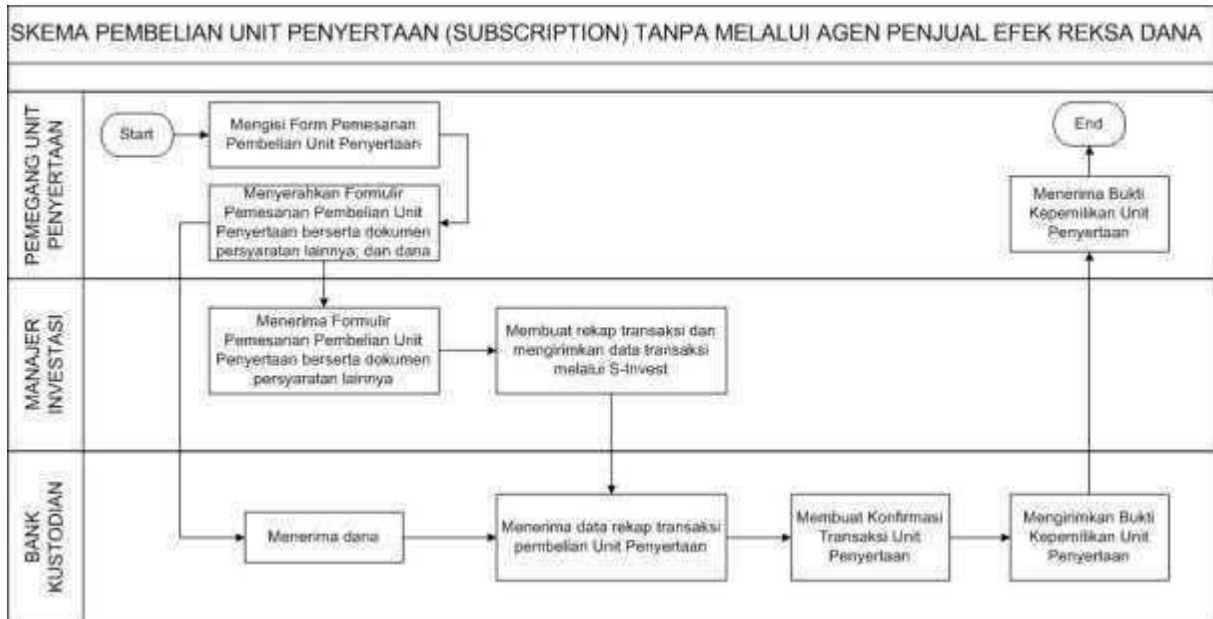 SKEMA PEMBELIAN UNIT PENYERTAAN (SUBSCRIPTION) TANPA MELALUI AGEN PENJUAL EFEK REKSA DANA
PEMEGANG UNIT
PENYERTAAN
Start
Mengisi Form Pemesanan
Pembelian Unit Penyertaan
Menyerahkan Formulir
Pemesanan Pembelian Unit
Penyertaan berserta dokumen
persyaratan lainnya; dan dana
End
Menerima Bukti
Kepemilikan Unit
Penyertaan
MANAJER
INVESTASI
Menerima Formulir
Pemesanan Pembelian Unit
Penyertaan berserta dokumen
persyaratan lainnya
Membuat rekap transaksi dan
mengirimkan data transaksi
melalui S-Invest
BANK
KUSTODIAN
Menerima dana
Menerima data rekap transaksi
pembelian Unit Penyertaan
Membuat Konfirmasi
Transaksi Unit
Penyertaan
Mengirimkan Bukti
Kepemilikan Unit
Penyertaan